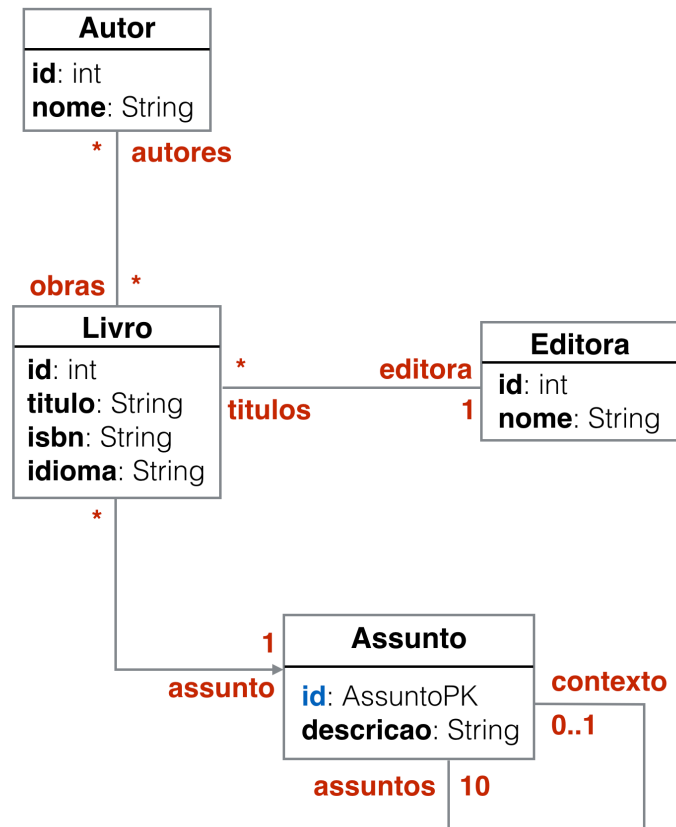 Autor
id: int
nome: String
* autores
obras *
Livro
id: int
titulo: String
isbn: String
idioma: String
* editora
titulos 1
Editora
id: int
nome: String
*
1
assunto
Assunto
id: AssuntoPK
descricao: String
contexto
0..1
assuntos 10